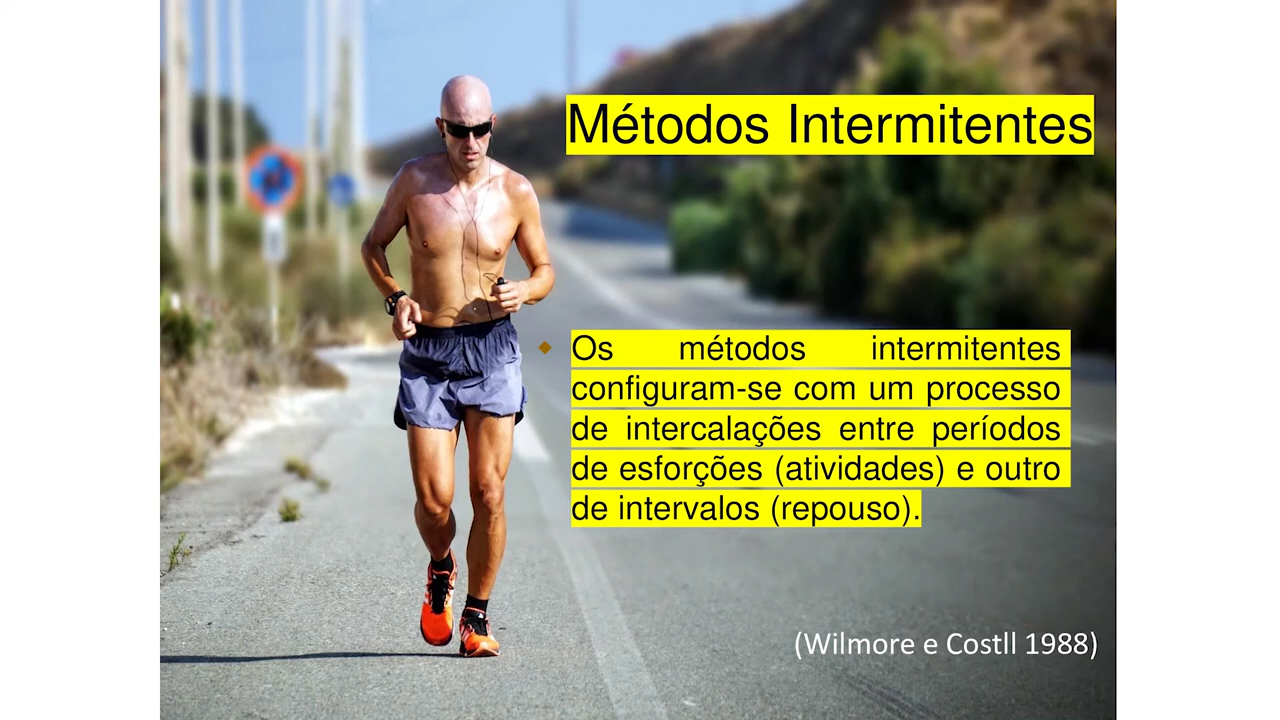 Métodos Intermitentes
Os métodos intermitentes
configuram-se com um processo
de intercalações entre períodos
de esforções (atividades) e outro
de intervalos (repouso).
(Wilmore e Costll 1988)